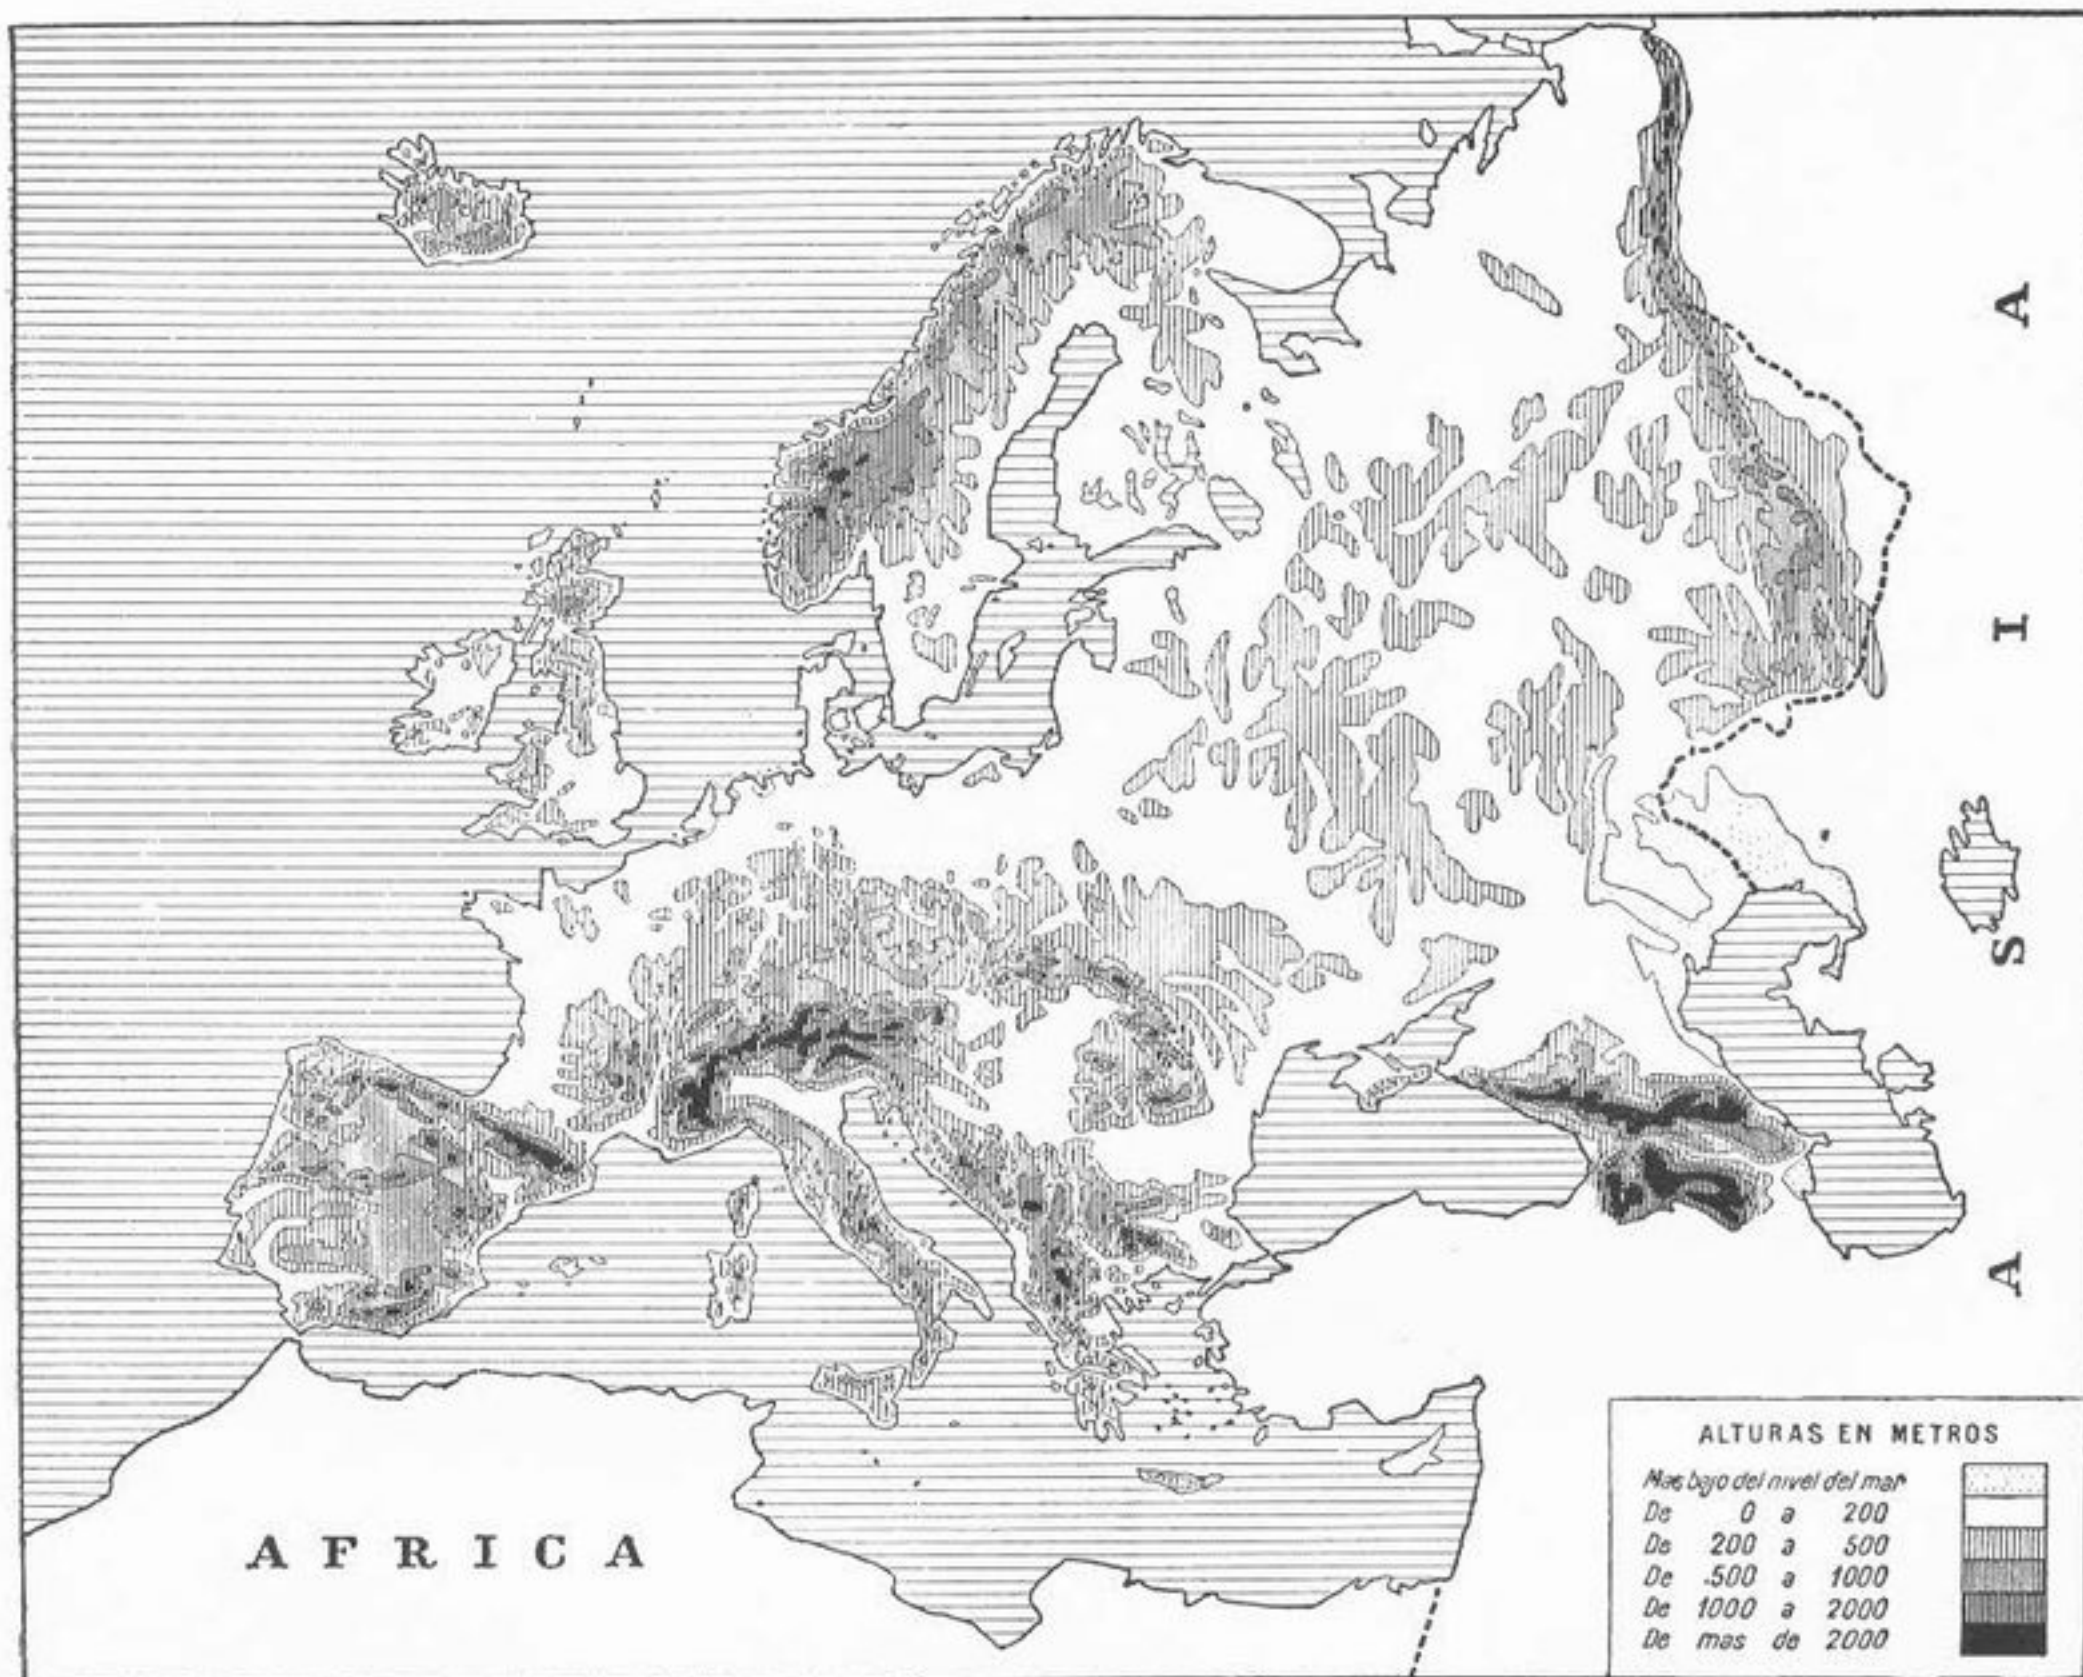 A
S
I
A
AFRICA
ALTURAS EN METROS
Mas bajo del nivel del mar
De 0 a 200
De 200 a 500
De .500 a 1000
De 1000 a 2000
De mas de 2000